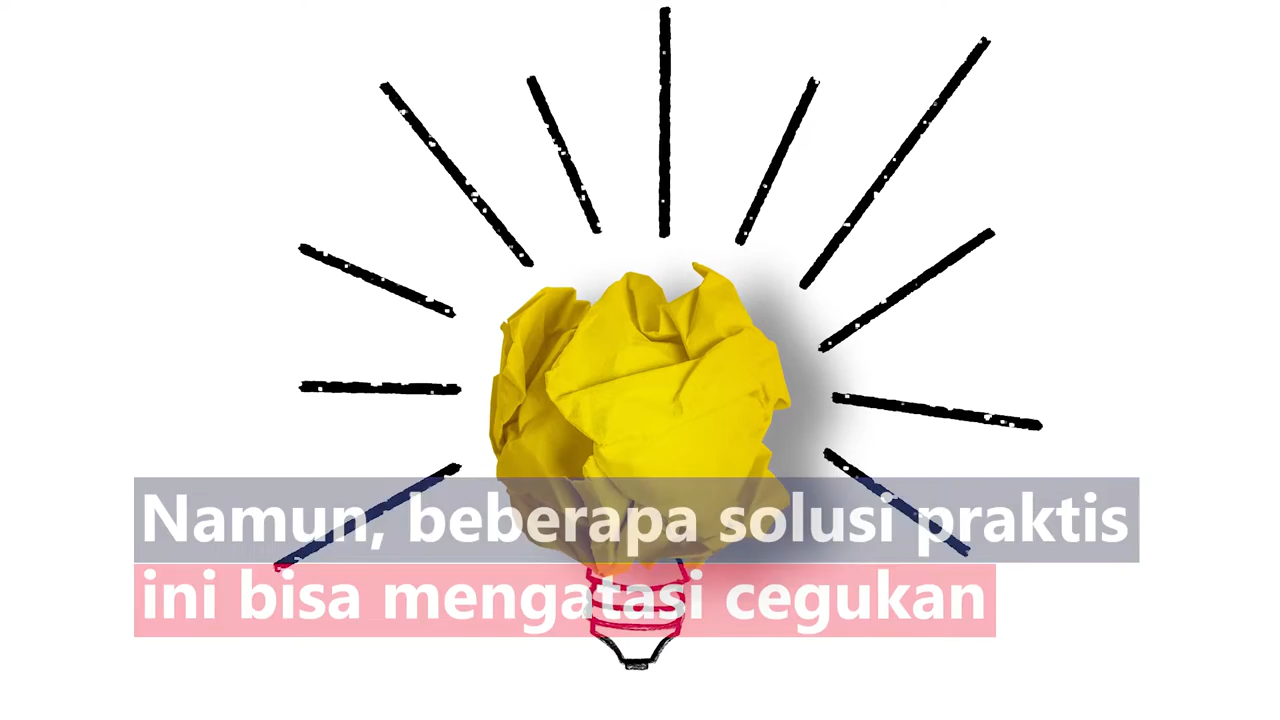 Namun, beberapa solusi praktis
ini bisa mengatasi cegukan